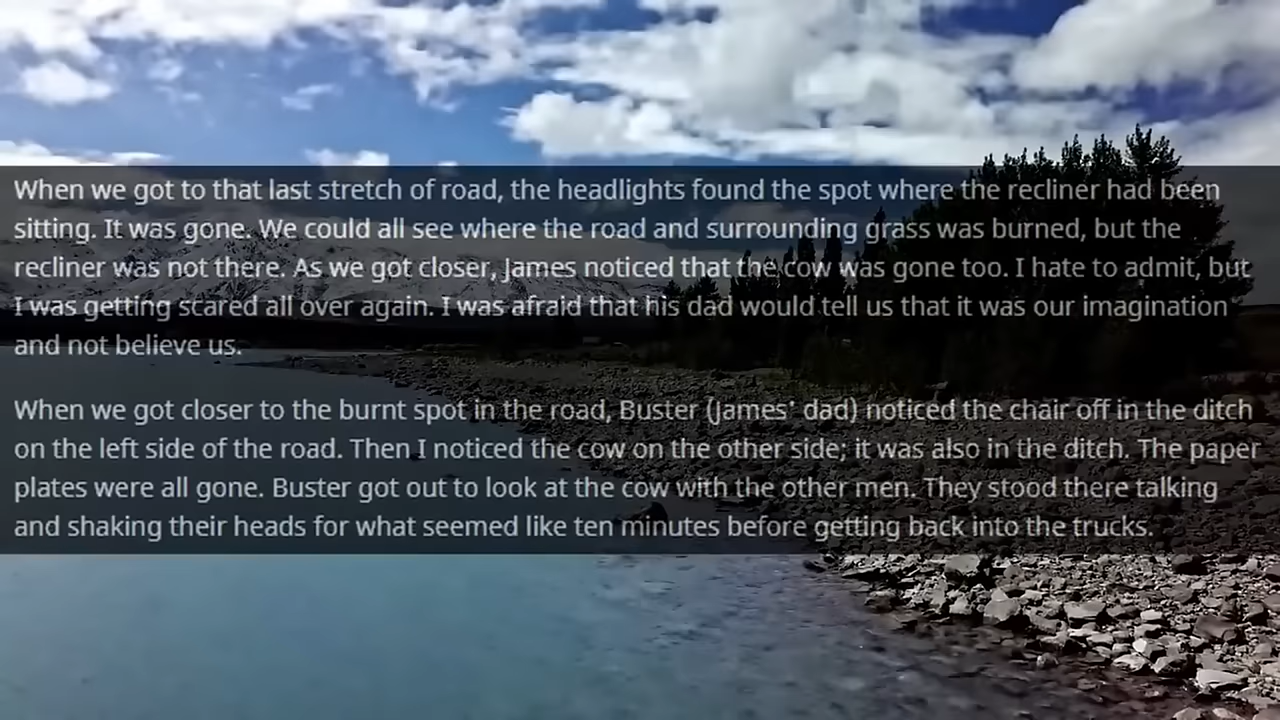 When we got to that last stretch of road, the headlights found the spot where the recliner had been
sitting. It was gone. We could all see where the road and surrounding grass was burned, but the
recliner was not there. As we got closer, James noticed that the cow was gone too. I hate to admit, but
I was getting scared all over again. I was afraid that his dad would tell us that it was our imagination
and not believe us.
When we got closer to the burnt spot in the road, Buster (James' dad) noticed the chair off in the ditch
on the left side of the road. Then I noticed the cow on the other side; it was also in the ditch. The paper
plates were all gone. Buster got out to look at the cow with the other men. They stood there talking
and shaking their heads for what seemed like ten minutes before getting back into the trucks.